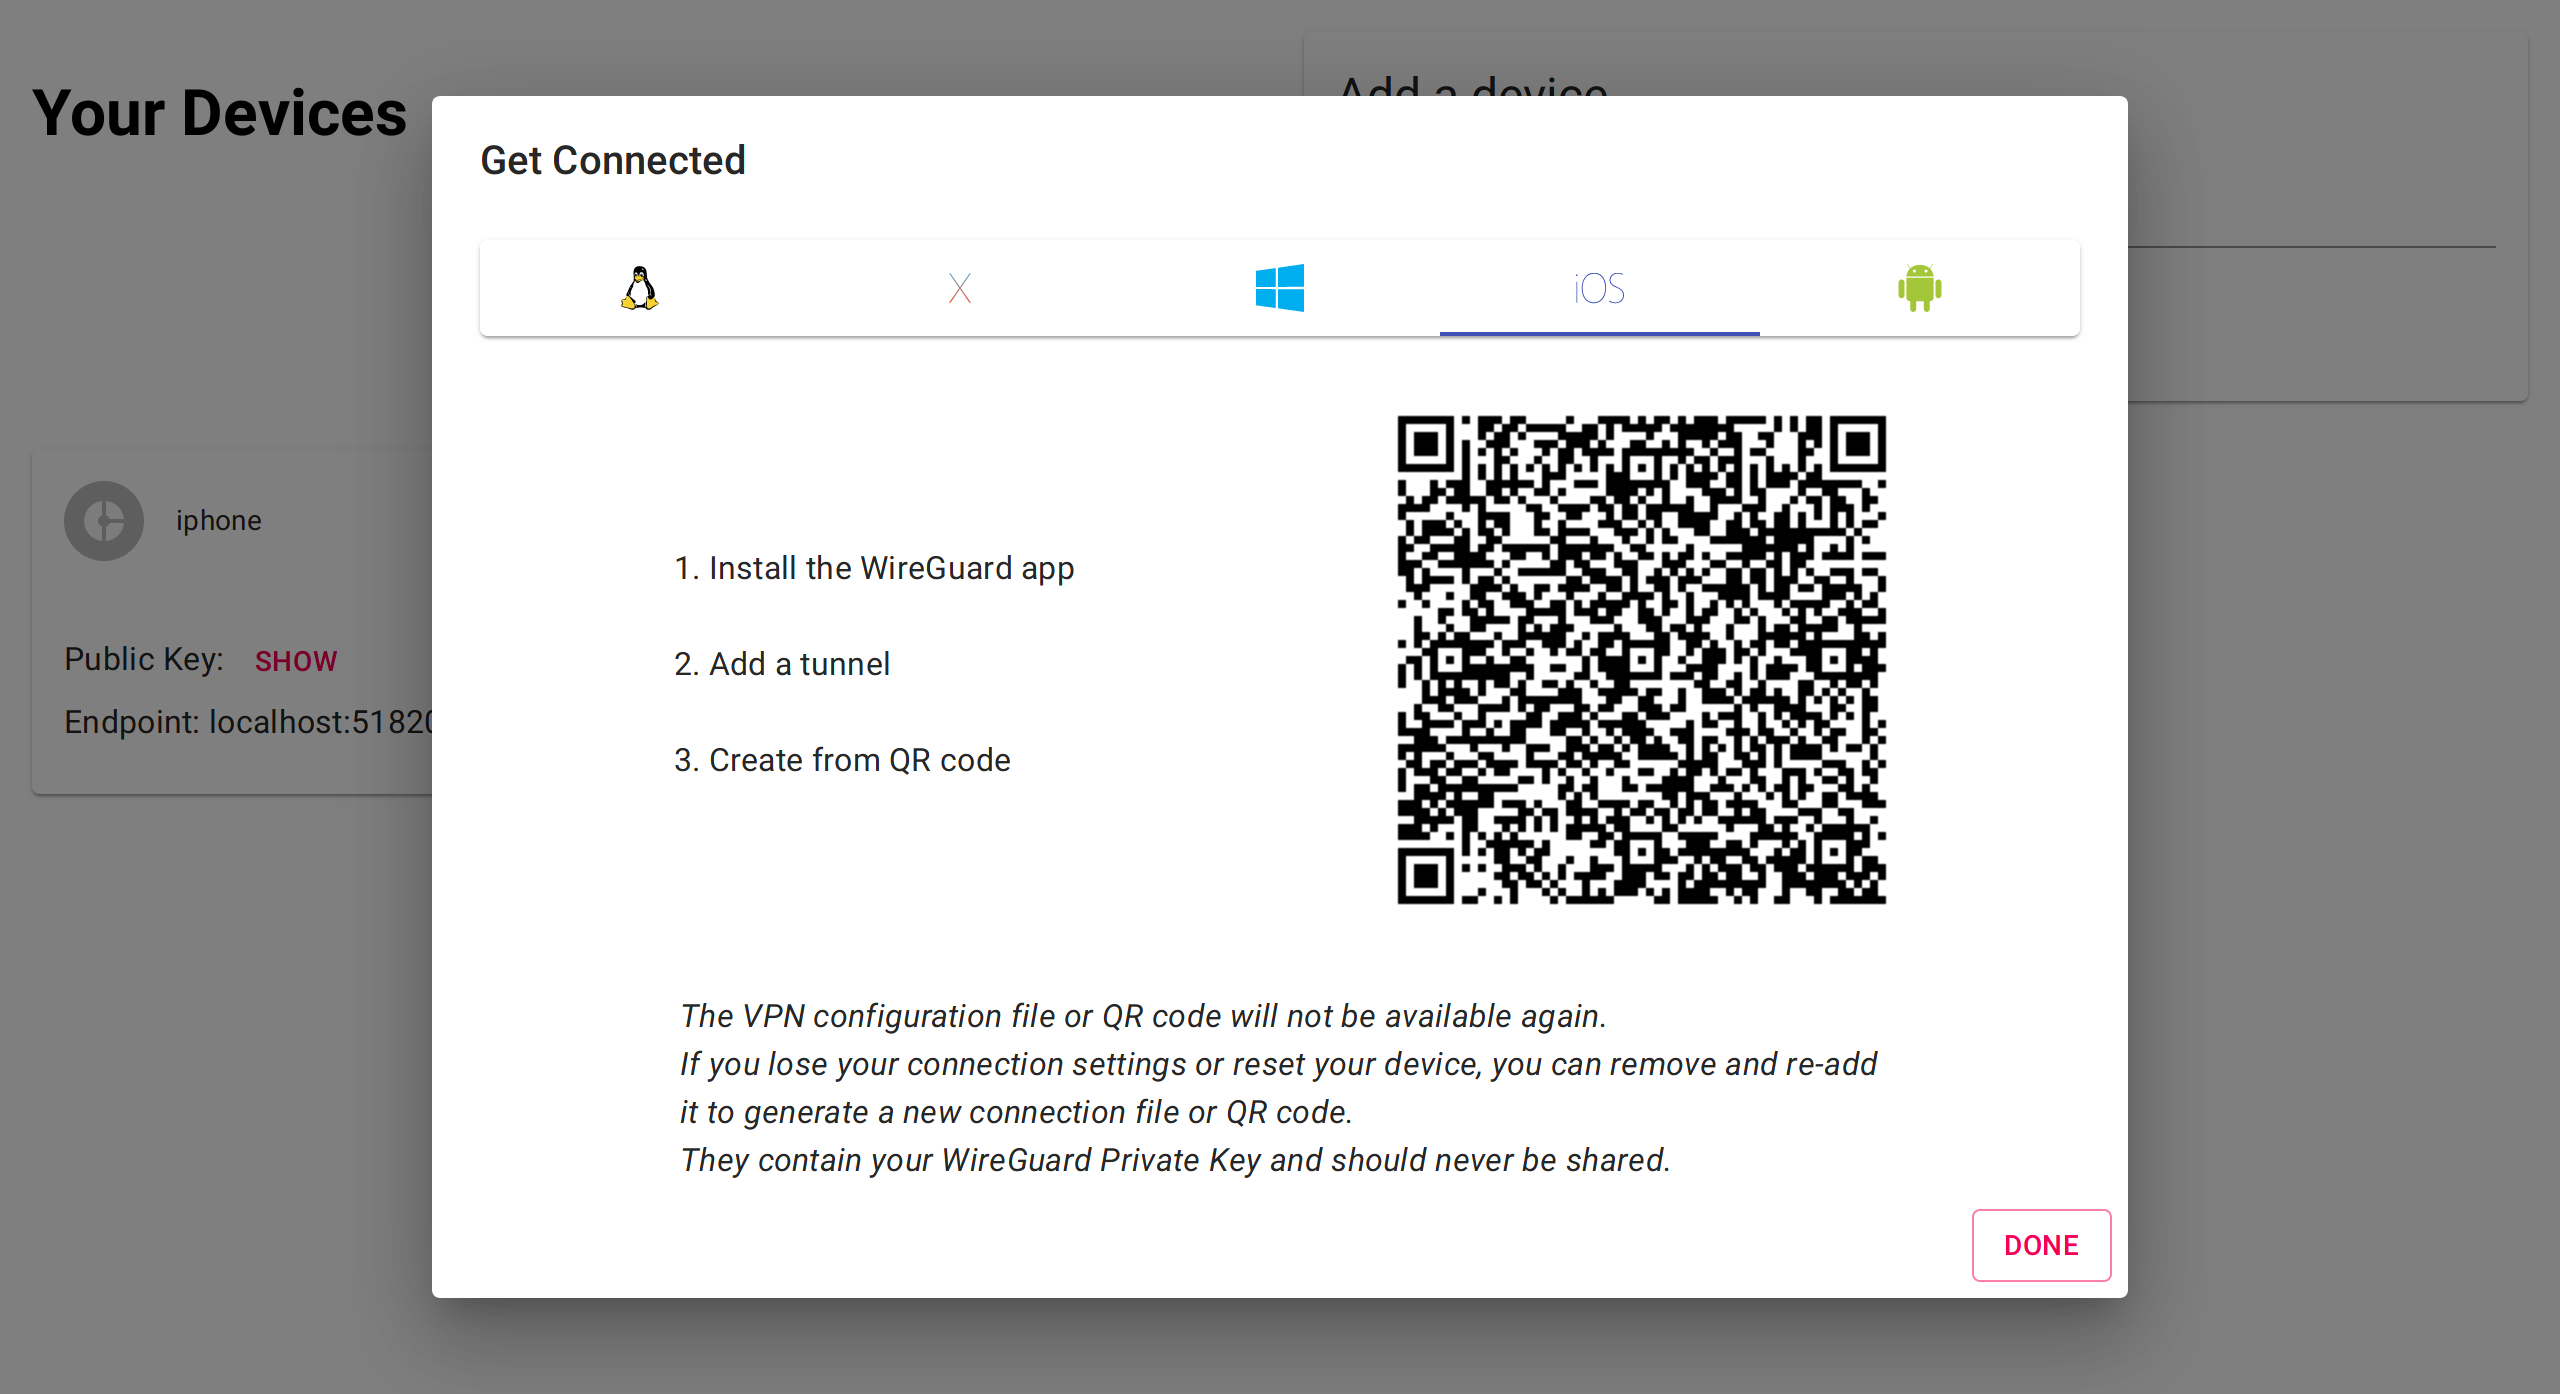 Your Devices
Add a device
Get Connected
X
iOS
iphone
Public Key: SHOW
Endpoint: localhost:51820
1. Install the WireGuard app
2. Add a tunnel
3. Create from QR code
The VPN configuration file or QR code will not be available again.
If you lose your connection settings or reset your device, you can remove and re-add
it to generate a new connection file or QR code.
They contain your WireGuard Private Key and should never be shared.
DONE